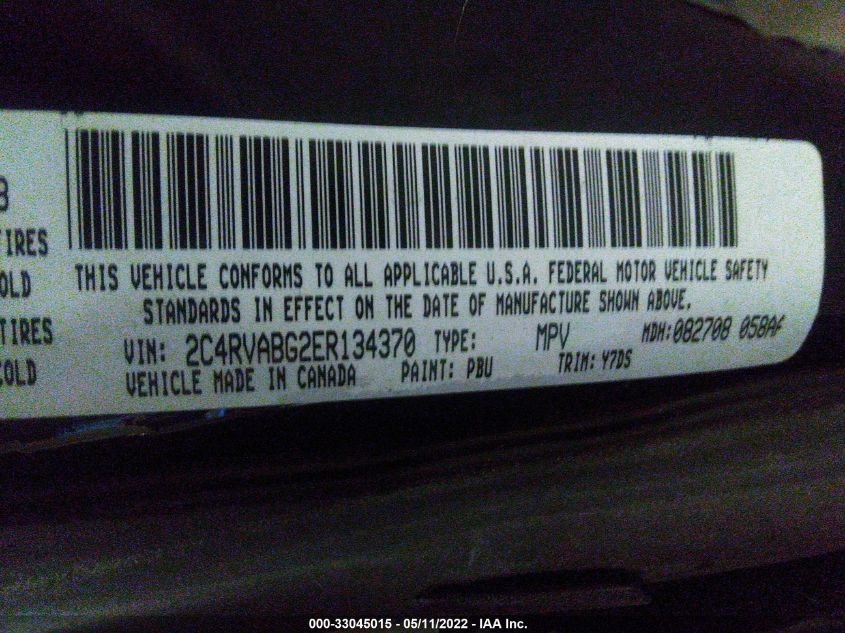 8
TIRES
THIS VEHICLE CONFORMS TO ALL APPLICABLE U.S.A. FEDERAL MOTOR VEHICLE SAFETY
OLD
STANDARDS IN EFFECT ON THE DATE OF MANUFACTURE SHOWN ABOVE.
TIRES
VIN: 2C4RVABG2ER134370 TYPE: MPV MDH:082708 058AF
COLD
VEHICLE MADE IN CANADA PAINT: PBU TRIM: Y7DS
000-33045015 - 05/11/2022 - IAA Inc.